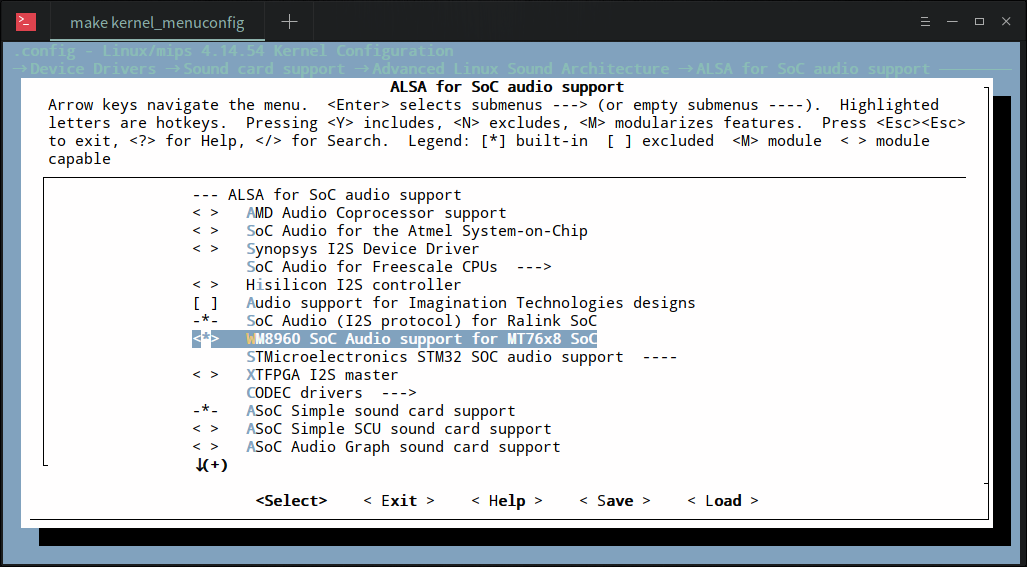 >_ make kernel_menuconfig
.config - Linux/mips 4.14.54 Kernel Configuration
→Device Drivers →Sound card support →Advanced Linux Sound Architecture →ALSA for SoC audio support
ALSA for SoC audio support
Arrow keys navigate the menu.  <Enter> selects submenus ---> (or empty submenus ----).  Highlighted
letters are hotkeys.  Pressing <Y> includes, <N> excludes, <M> modularizes features.  Press <Esc><Esc>
to exit, <?> for Help, </> for Search.  Legend: [*] built-in  [ ] excluded  <M> module  < > module
capable
--- ALSA for SoC audio support
< >   AMD Audio Coprocessor support
< >   SoC Audio for the Atmel System-on-Chip
< >   Synopsys I2S Device Driver
SoC Audio for Freescale CPUs  --->
< >   Hisilicon I2S controller
[ ]   Audio support for Imagination Technologies designs
-*-   SoC Audio (I2S protocol) for Ralink SoC
<*>   WM8960 SoC Audio support for MT76x8 SoC
STMicroelectronics STM32 SOC audio support  ----
< >   XTFPGA I2S master
CODEC drivers  --->
-*-   ASoC Simple sound card support
< >   ASoC Simple SCU sound card support
< >   ASoC Audio Graph sound card support
↓(+)
<Select>    < Exit >    < Help >    < Save >    < Load >